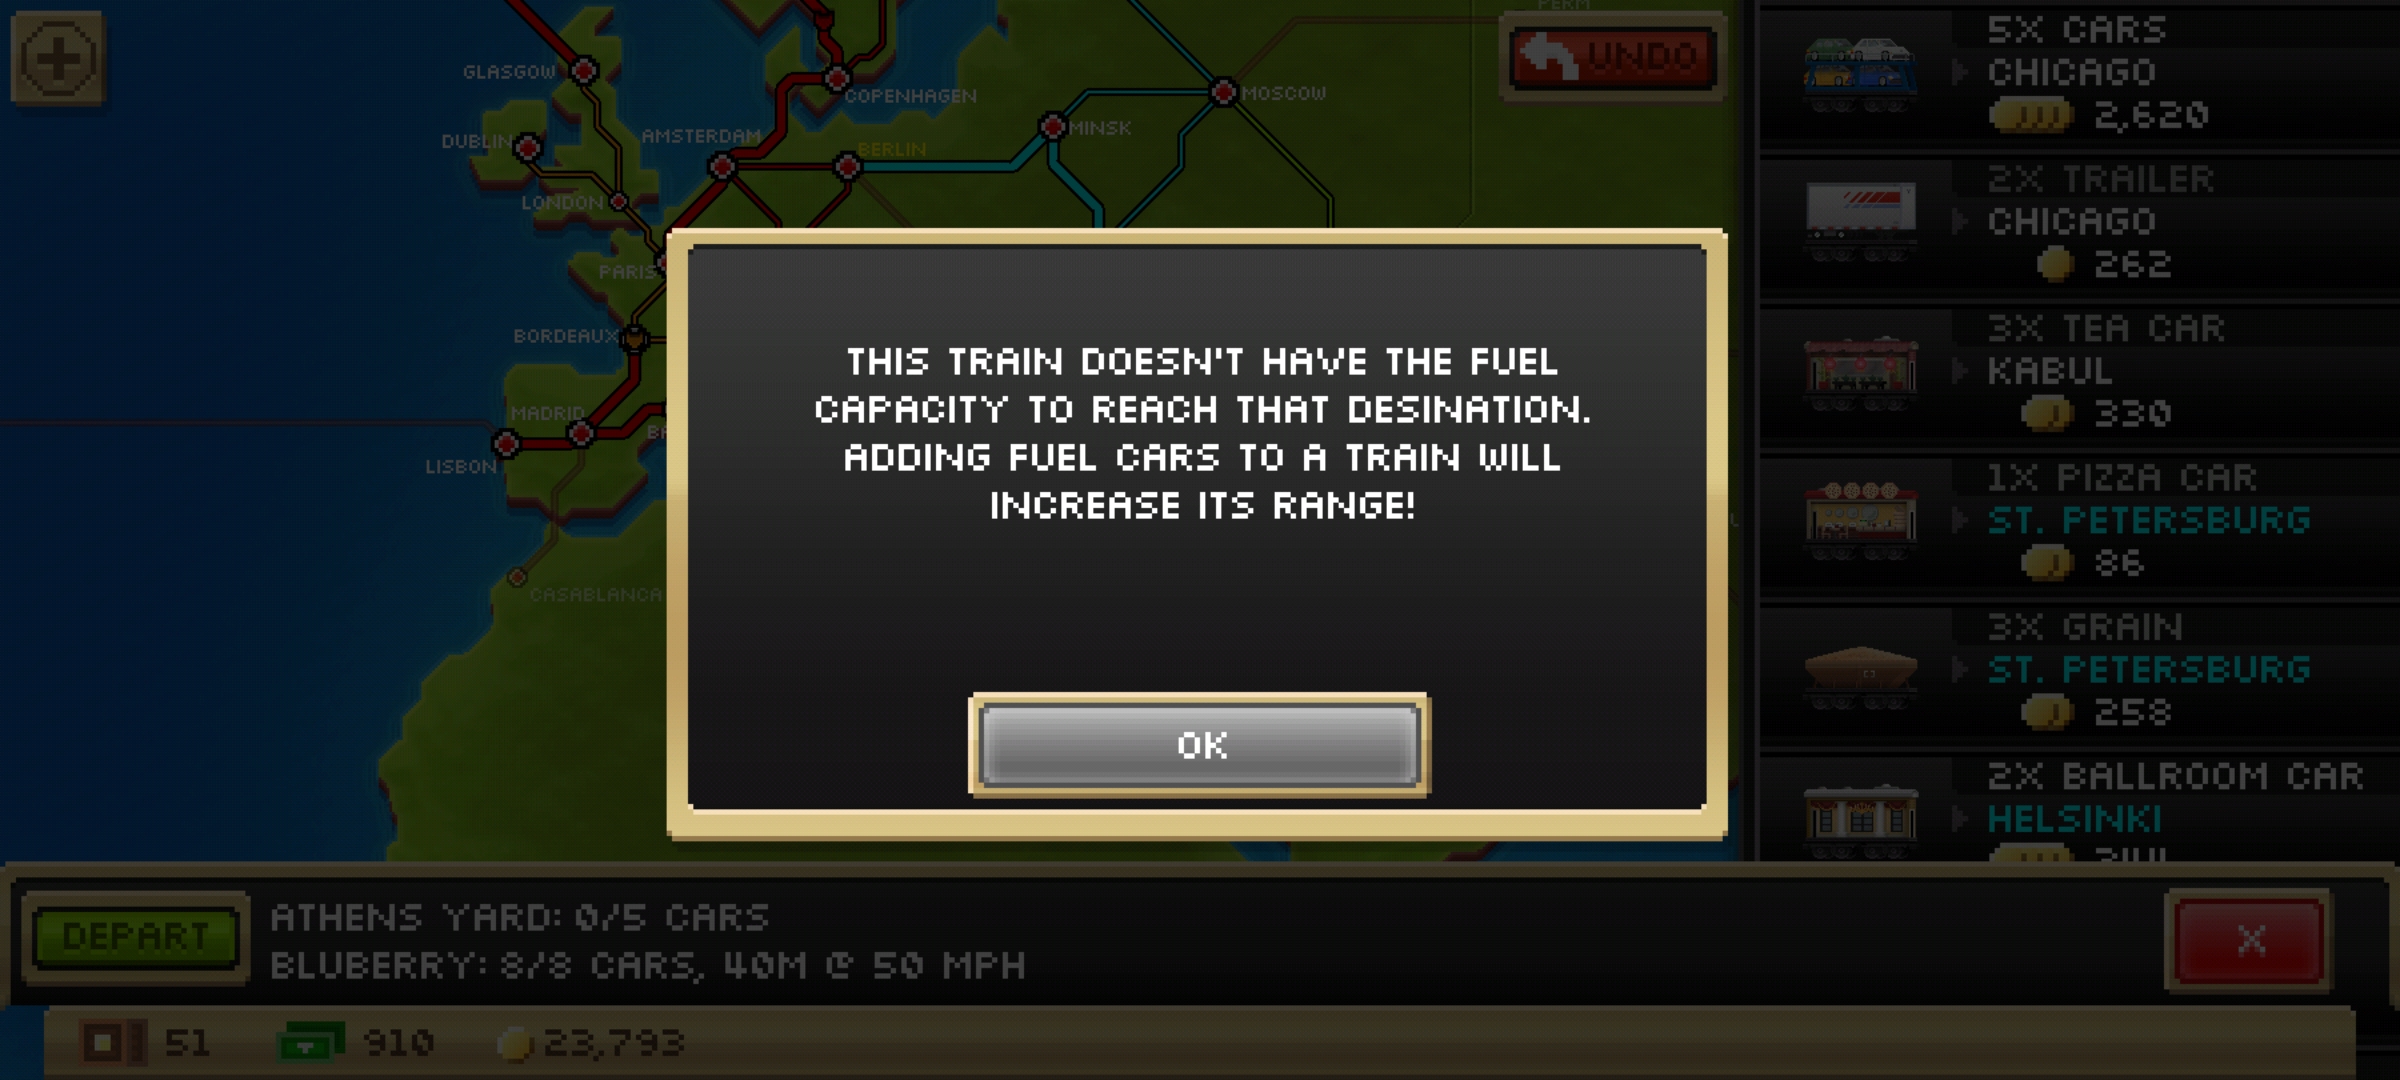 PERM
GLASGOW
COPENHAGEN
MOSCOW
DUBLIN
AMSTERDAM
BERLIN
MINSK
LONDON
PARIS
BORDEAUX
MADRID
LISBON
CASABLANCA
UNDO
THIS TRAIN DOESN'T HAVE THE FUEL
CAPACITY TO REACH THAT DESINATION.
ADDING FUEL CARS TO A TRAIN WILL
INCREASE ITS RANGE!
OK
5X CARS
CHICAGO
2,620
2X TRAILER
CHICAGO
262
3X TEA CAR
KABUL
330
1X PIZZA CAR
ST. PETERSBURG
86
3X GRAIN
ST. PETERSBURG
258
2X BALLROOM CAR
HELSINKI
DEPART
ATHENS YARD: 0/5 CARS
BLUBERRY: 8/8 CARS, 40M @ 50 MPH
X
51
910
23,793